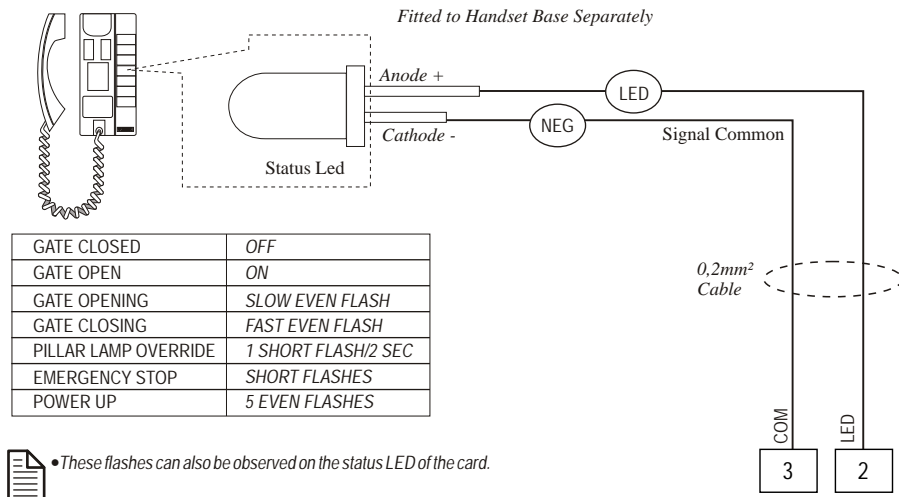 Fitted to Handset Base Separately
Anode +
LED
Cathode -
NEG
Signal Common
Status Led
GATE CLOSED OFF
GATE OPEN ON
GATE OPENING SLOW EVEN FLASH
GATE CLOSING FAST EVEN FLASH
PILLAR LAMP OVERRIDE 1 SHORT FLASH/2 SEC
EMERGENCY STOP SHORT FLASHES
POWER UP 5 EVEN FLASHES
0,2mm²
Cable
COM
LED
3
2
•These flashes can also be observed on the status LED of the card.